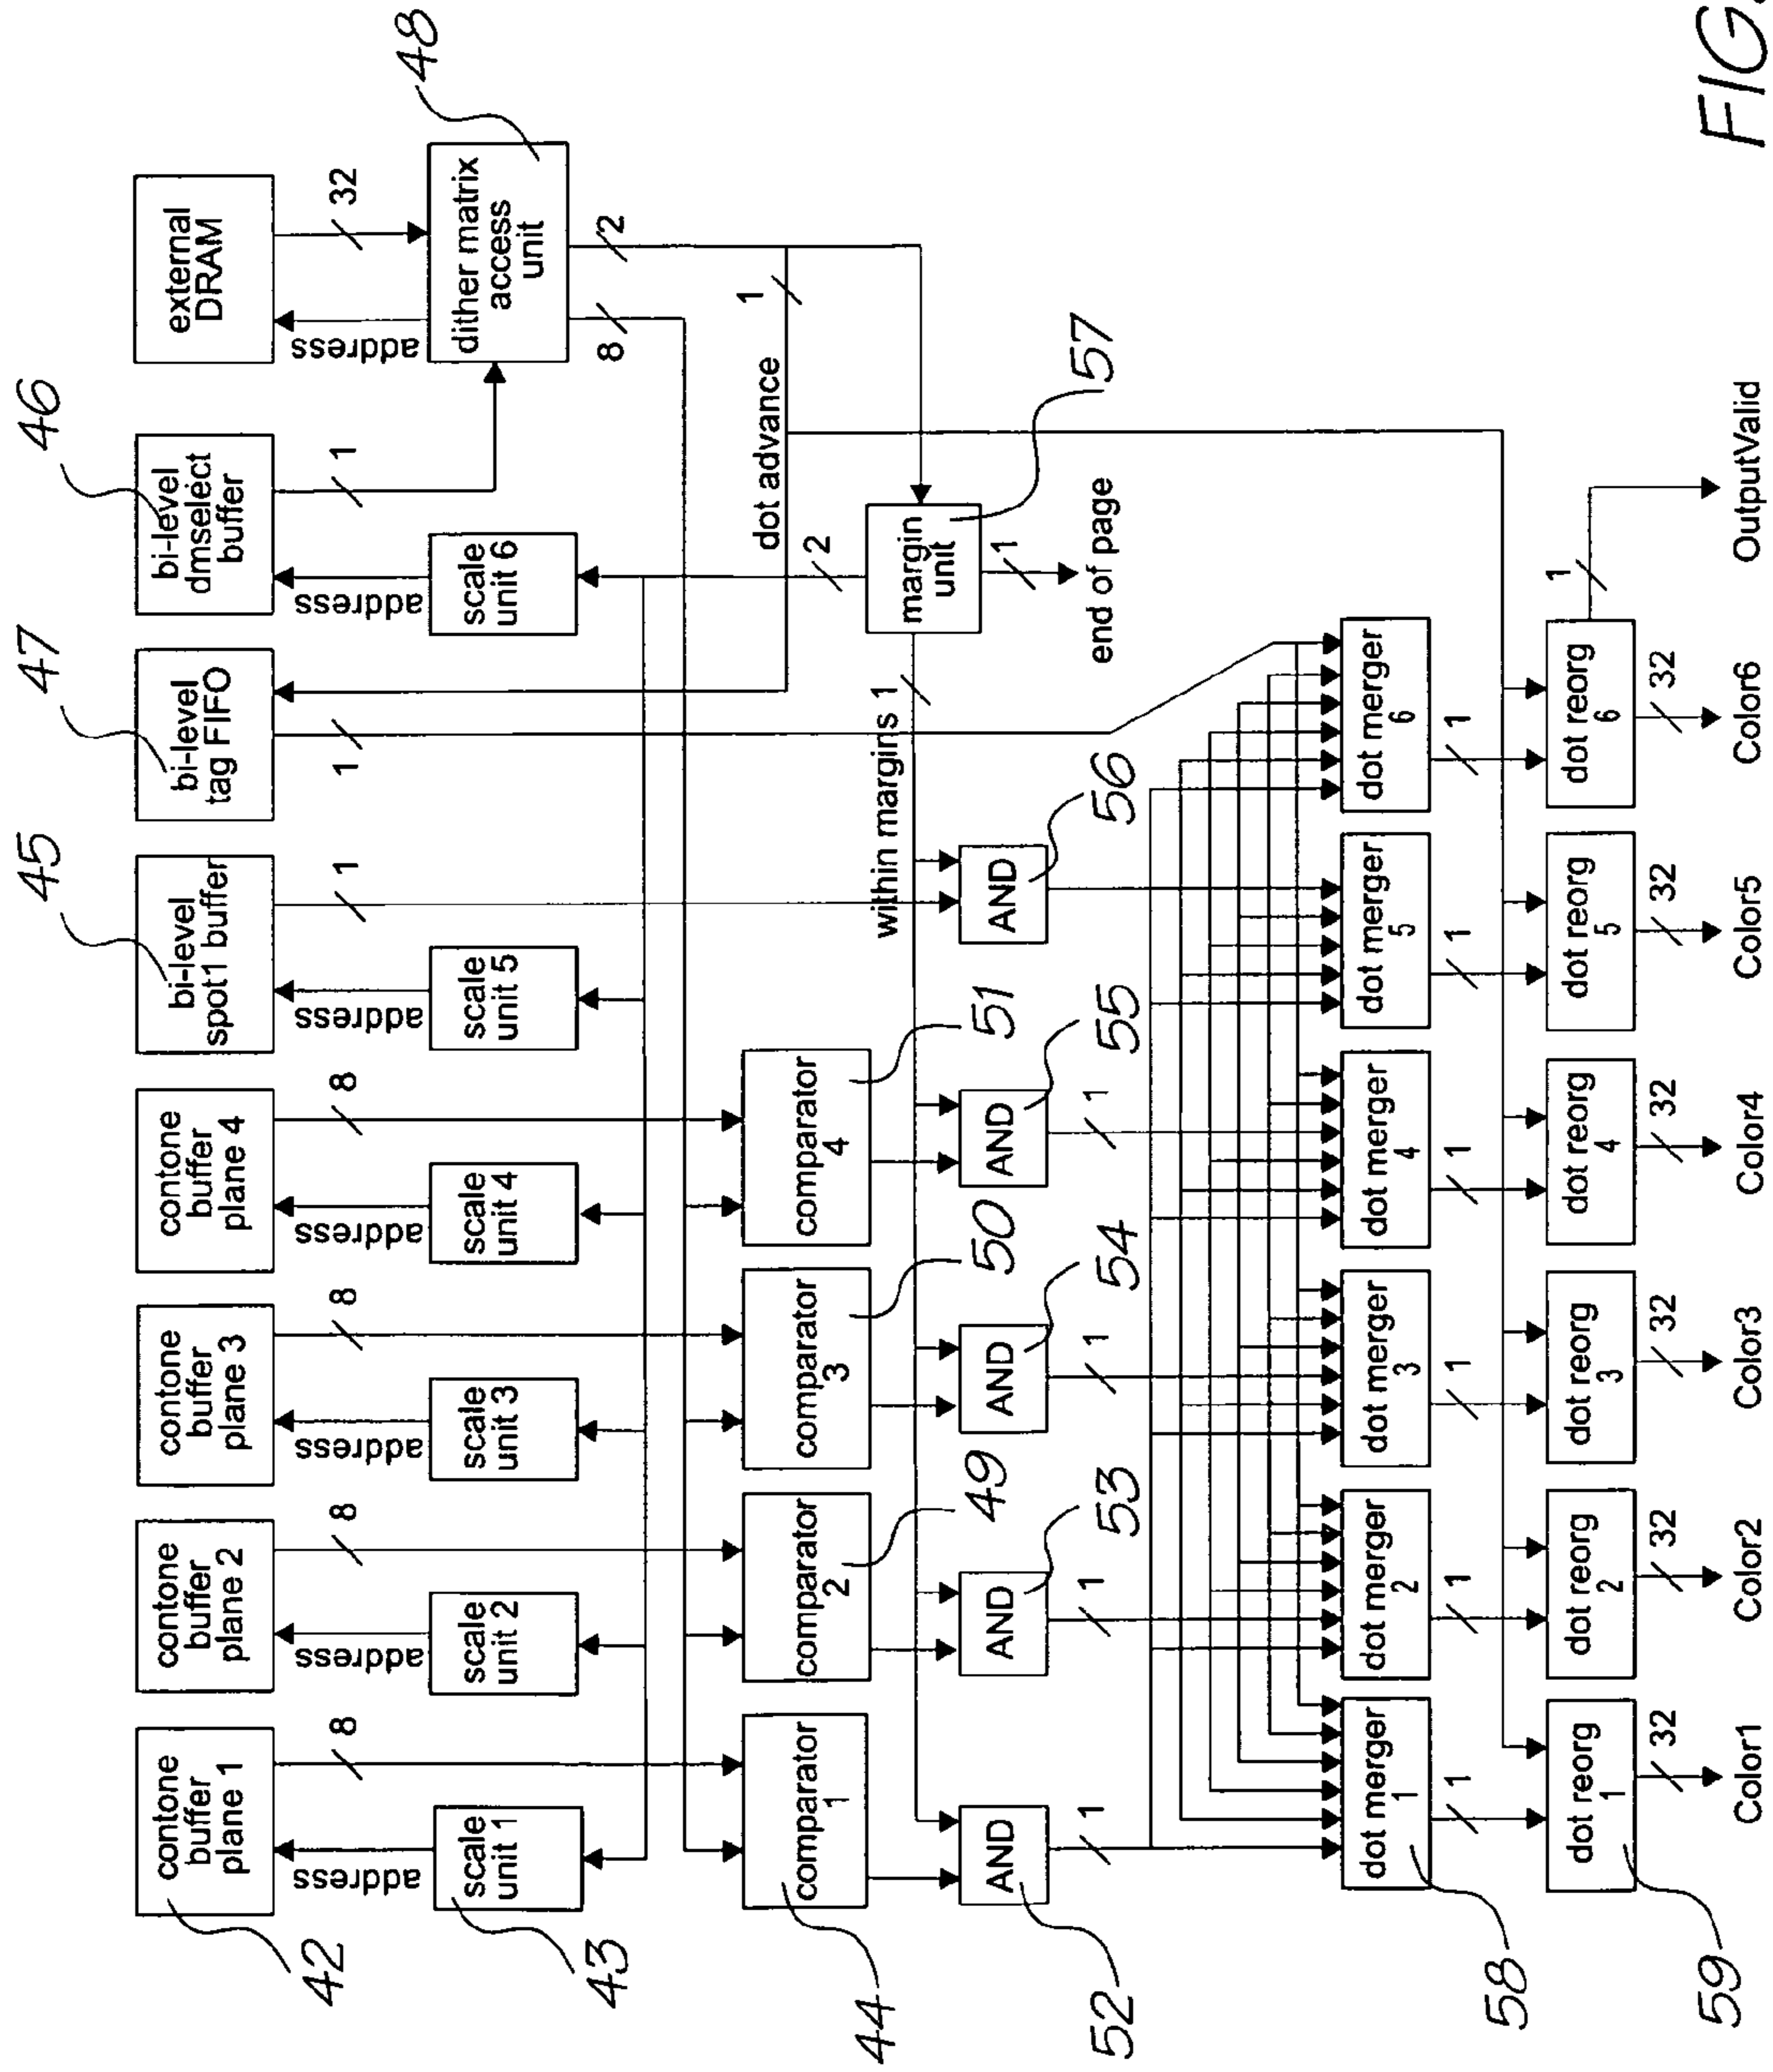 42
contone
buffer
plane 1
contone
buffer
plane 2
contone
buffer
plane 3
contone
buffer
plane 4
45
bi-level
spot1 buffer
47
bi-level
tag FIFO
46
bi-level
dmselect
buffer
external
DRAM
8
8
8
8
1
1
1
32
address
address
address
address
address
address
address
43
scale
unit 1
scale
unit 2
scale
unit 3
scale
unit 4
scale
unit 5
scale
unit 6
dither matrix
access
unit
48
8
2
1
dot advance
44
comparator
1
comparator
2
49
comparator
3
50
comparator
4
51
2
margin
unit
57
1
end of page
within margins
1
52
AND
AND
53
AND
54
AND
55
AND
56
1
1
1
1
58
dot merger
1
dot merger
2
dot merger
3
dot merger
4
dot merger
5
dot merger
6
1
1
1
1
1
1
59
dot reorg
1
dot reorg
2
dot reorg
3
dot reorg
4
dot reorg
5
dot reorg
6
32
32
32
32
32
32
1
Color1
Color2
Color3
Color4
Color5
Color6
OutputValid
FIG.